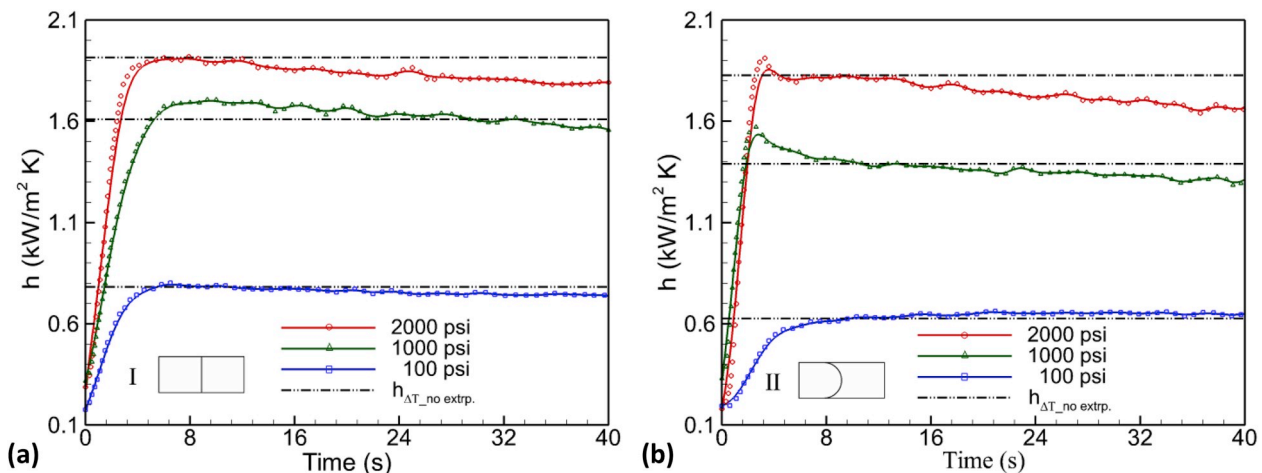 2.1
1.6
1.1
0.6
0.1
h (kW/m² K)
0 8 16 24 32 40
Time (s)
2000 psi
1000 psi
100 psi
h ΔT_no extrp.
I
(a)
2.1
1.6
1.1
0.6
0.1
h (kW/m² K)
0 8 16 24 32 40
Time (s)
2000 psi
1000 psi
100 psi
h ΔT_no extrp.
II
(b)